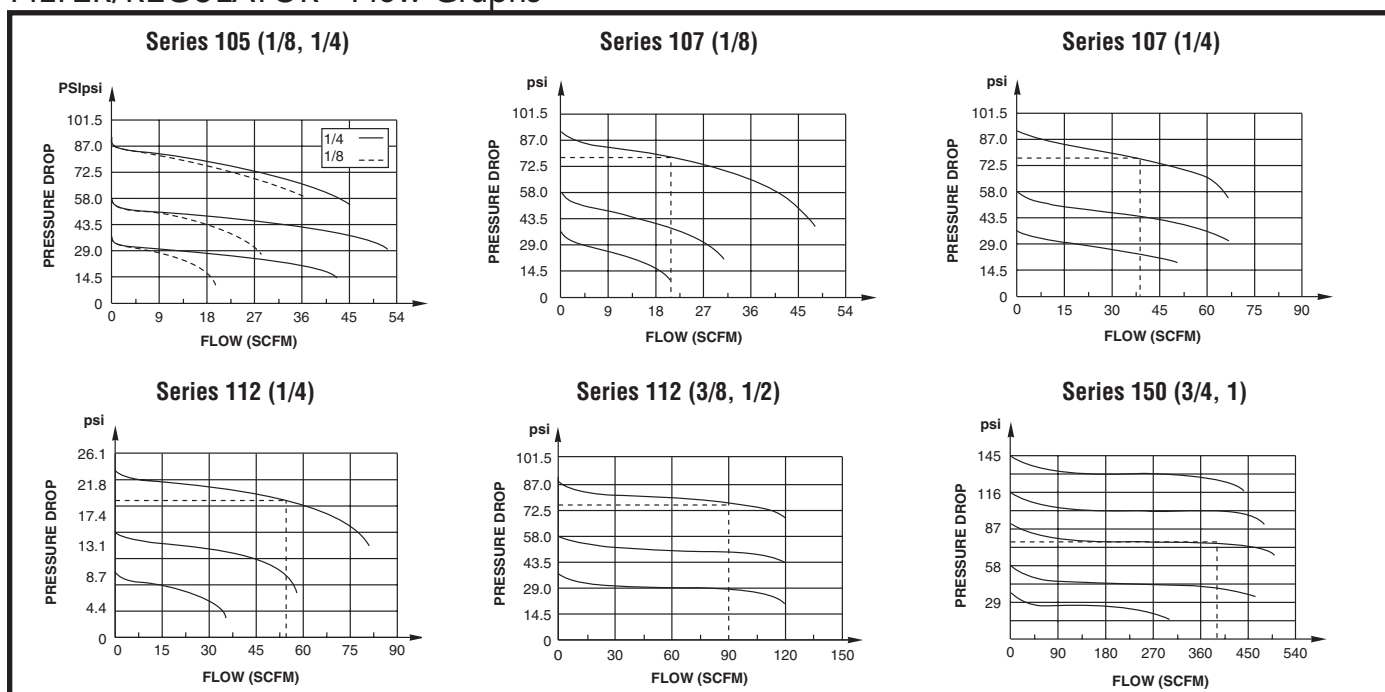 FILTER/REGULATOR - Flow Graphs
Series 105 (1/8, 1/4)
PSIpsi
PRESSURE DROP
101.5
87.0
72.5
58.0
43.5
29.0
14.5
0
1/4
1/8
0 9 18 27 36 45 54
FLOW (SCFM)
Series 107 (1/8)
psi
PRESSURE DROP
101.5
87.0
72.5
58.0
43.5
29.0
14.5
0
0 9 18 27 36 45 54
FLOW (SCFM)
Series 107 (1/4)
psi
PRESSURE DROP
101.5
87.0
72.5
58.0
43.5
29.0
14.5
0
0 15 30 45 60 75 90
FLOW (SCFM)
Series 112 (1/4)
psi
PRESSURE DROP
26.1
21.8
17.4
13.1
8.7
4.4
0
0 15 30 45 60 75 90
FLOW (SCFM)
Series 112 (3/8, 1/2)
psi
PRESSURE DROP
101.5
87.0
72.5
58.0
43.5
29.0
14.5
0
0 30 60 90 120 150
FLOW (SCFM)
Series 150 (3/4, 1)
psi
PRESSURE DROP
145
116
87
58
29
0 90 180 270 360 450 540
FLOW (SCFM)